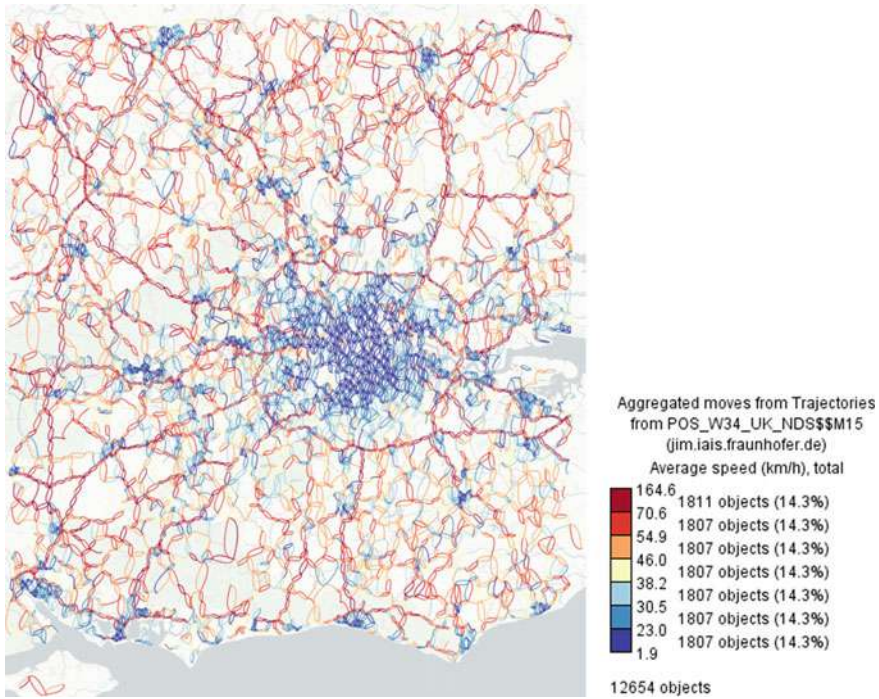 Aggregated moves from Trajectories
from POS_W34_UK_NDS$$M15
(jim.iais.fraunhofer.de)
Average speed (km/h), total
164.6
1811 objects (14.3%)
70.6
1807 objects (14.3%)
54.9
1807 objects (14.3%)
46.0
1807 objects (14.3%)
38.2
1807 objects (14.3%)
30.5
1807 objects (14.3%)
23.0
1807 objects (14.3%)
1.9
12654 objects